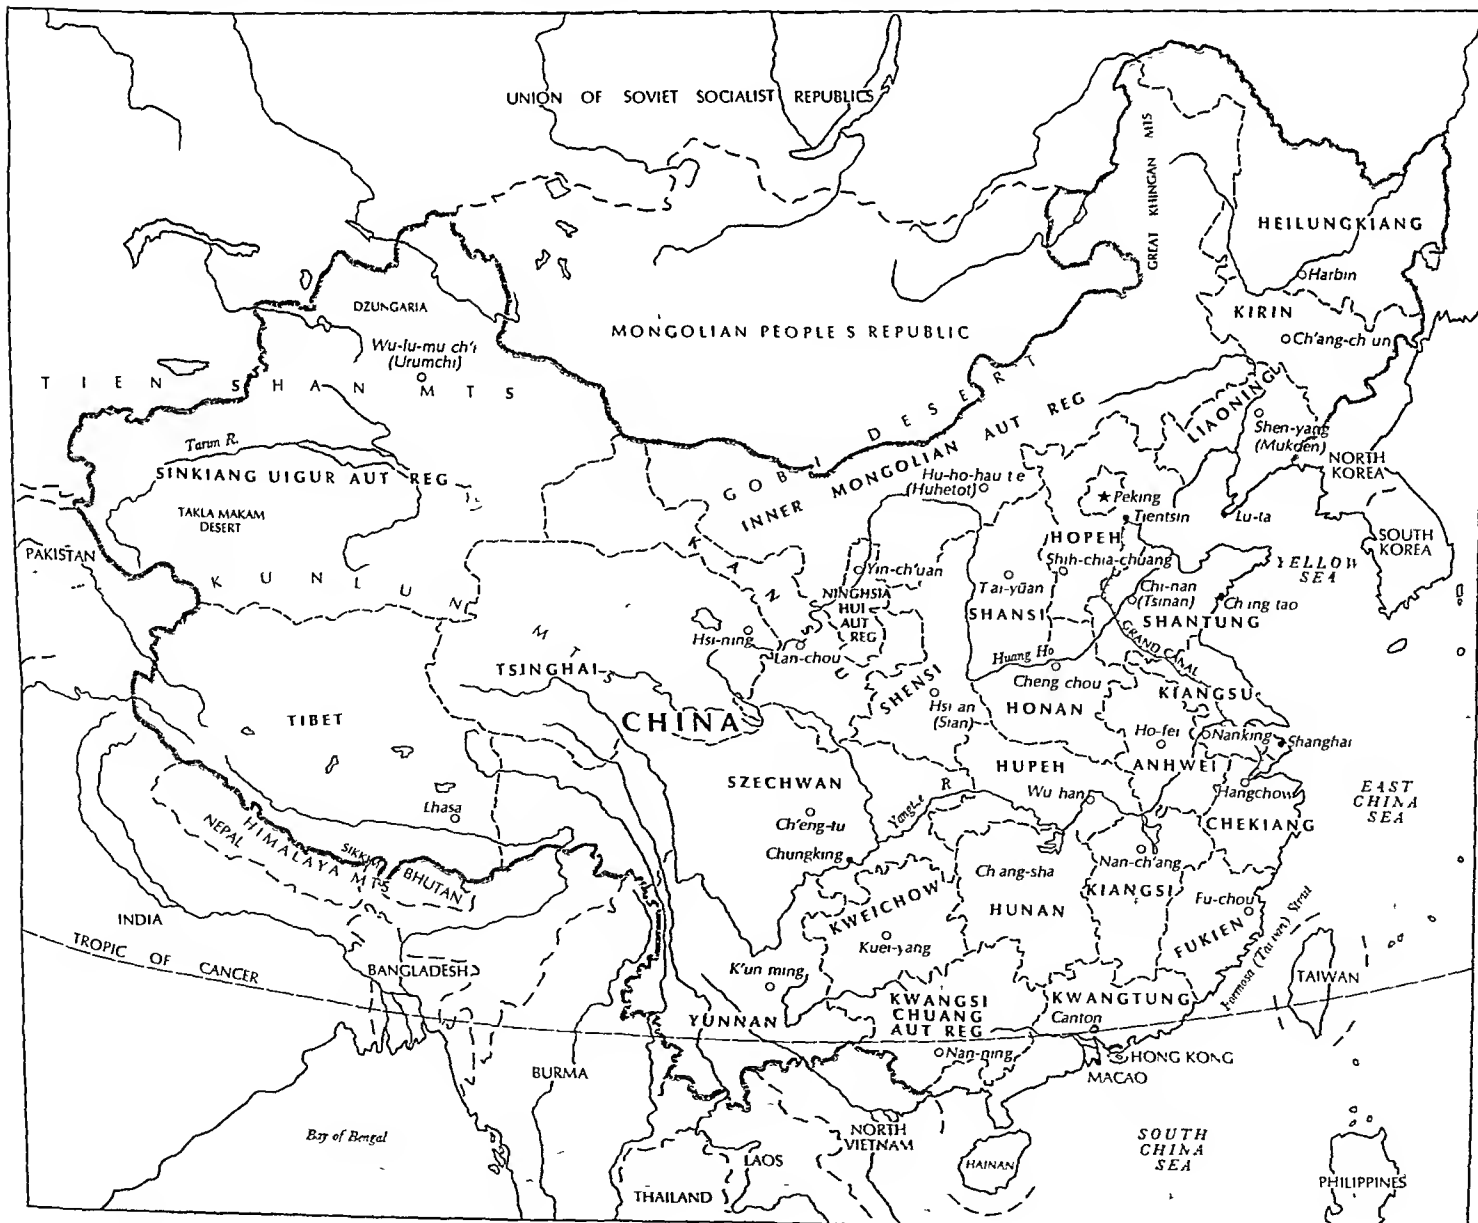 UNION OF SOVIET SOCIALIST REPUBLICS
GREAT KHINGAN MTS
HEILUNGKIANG
Harbin
DZUNGARIA
MONGOLIAN PEOPLE S REPUBLIC
KIRIN
Ch'ang-ch un
Wu-lu-mu ch'i
(Urumchi)
TIEN SHAN MTS
LIAONING
Shen-yang
(Mukden)
Tarim R.
SINKIANG UIGUR AUT REG
GOBI DESERT
INNER MONGOLIAN AUT REG
Hu-ho-hau t e
(Huhetot)
NORTH
KOREA
TAKLA MAKAM
DESERT
Peking
Tientsin
Lu-ta
SOUTH
KOREA
PAKISTAN
HOPEH
Shih-chia-chuang
YELLOW
SEA
KUNLUN
MTS
KANSU
Yin-ch'uan
NINGHSIA
HUI
AUT
REG
Tai-yüan
SHANSI
Chi-nan
(Tsinan)
Ch ing tao
SHANTUNG
GRAND CANAL
Hsi-ning
Lan-chou
Huang Ho
TSINGHAI
Cheng chou
SHENSI
KIANGSU
Hsi an
(Sian)
HONAN
TIBET
CHINA
Ho-fei
Nanking
Shanghai
SZECHWAN
HUPEH
ANHWEI
Wu han
Hangchow
EAST
CHINA
SEA
Lhasa
Ch'eng-tu
Yangtze R
CHEKIANG
NEPAL
HIMALAYA MTS
SIKKIM
BHUTAN
Chungking
Nan-ch'ang
Ch ang-sha
KIANGSI
Fu-chou
INDIA
KWEICHOW
HUNAN
Kuei-yang
FUKIEN
Formosa (Taiwan) Strait
TROPIC OF CANCER
BANGLADESH
K'un ming
TAIWAN
KWANGSI
CHUANG
AUT REG
KWANGTUNG
Canton
YUNNAN
Nan-ning
HONG KONG
MACAO
BURMA
Bay of Bengal
NORTH
VIETNAM
SOUTH
CHINA
SEA
LAOS
HAINAN
THAILAND
PHILIPPINES